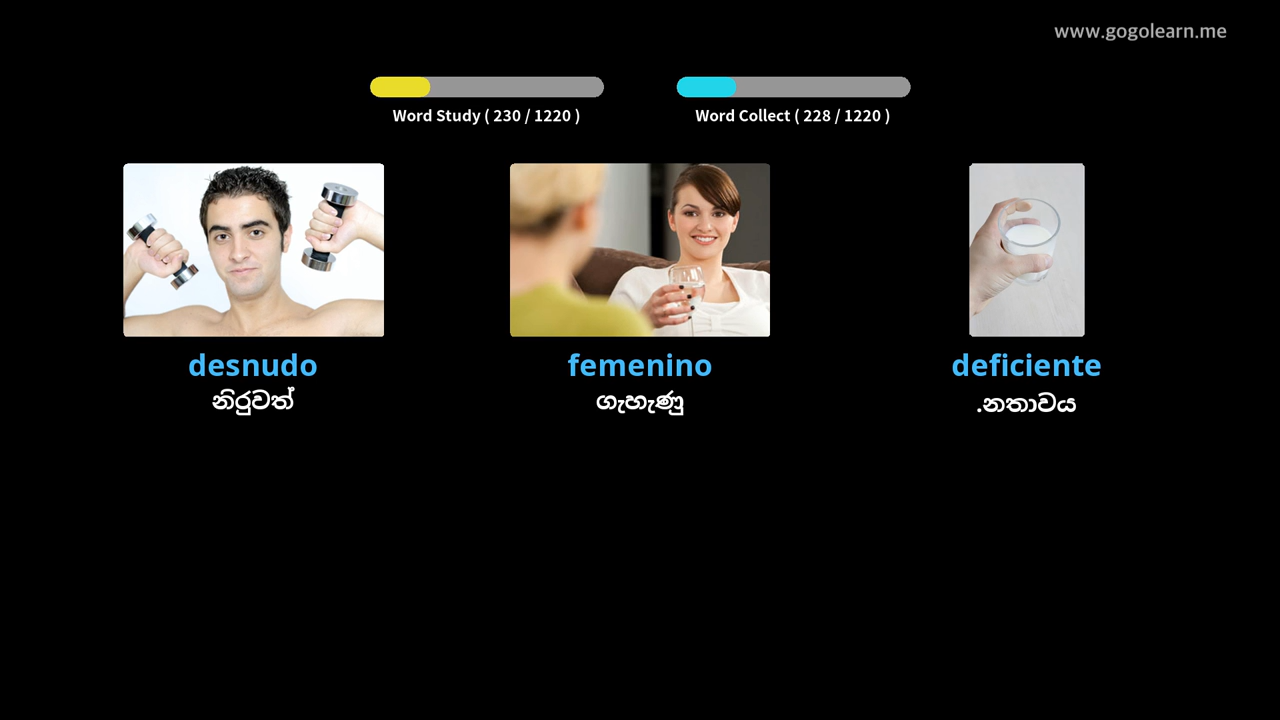 www.gogolearn.me
Word Study ( 230 / 1220 )
Word Collect ( 228 / 1220 )
desnudo
නිරුවත්
femenino
ගැහැණු
deficiente
.නතාවය